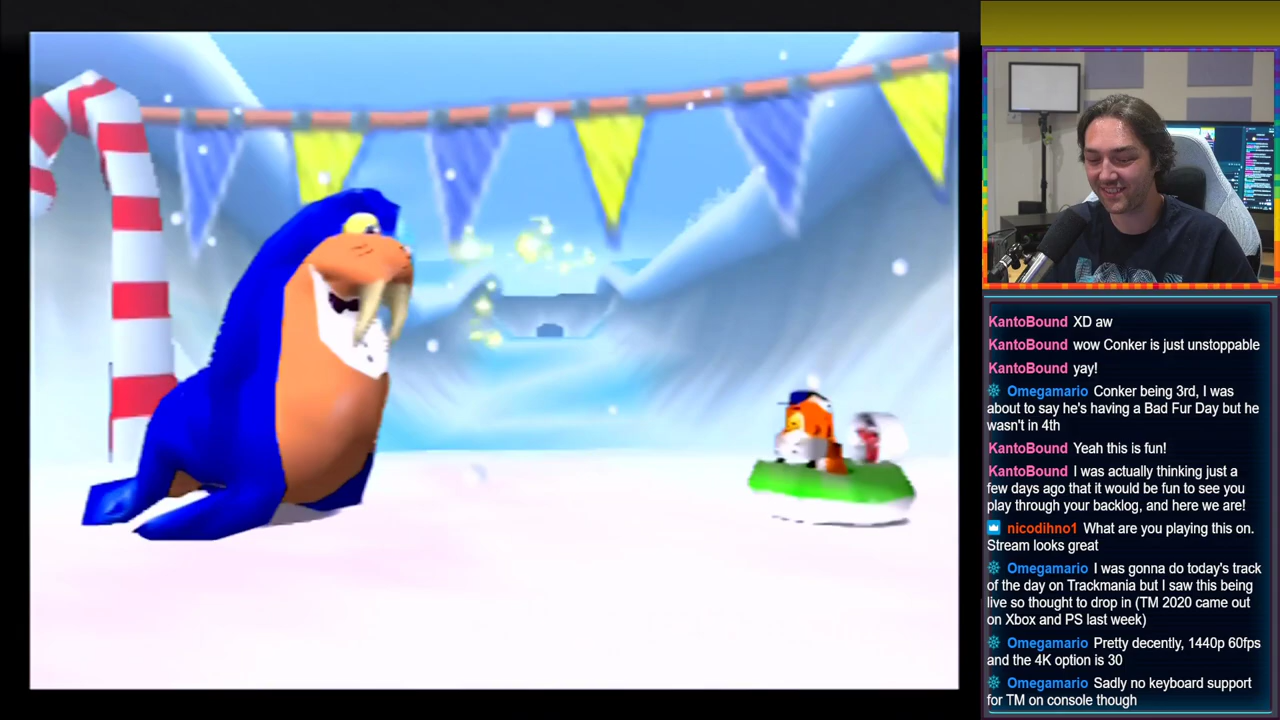 KantoBound XD aw
KantoBound wow Conker is just unstoppable
KantoBound yay!
Omegamario Conker being 3rd, I was
about to say he's having a Bad Fur Day but he
wasn't in 4th
KantoBound Yeah this is fun!
KantoBound I was actually thinking just a
few days ago that it would be fun to see you
play through your backlog, and here we are!
nicodihno1 What are you playing this on.
Stream looks great
Omegamario I was gonna do today's track
of the day on Trackmania but I saw this being
live so thought to drop in (TM 2020 came out
on Xbox and PS last week)
Omegamario Pretty decently, 1440p 60fps
and the 4K option is 30
Omegamario Sadly no keyboard support
for TM on console though